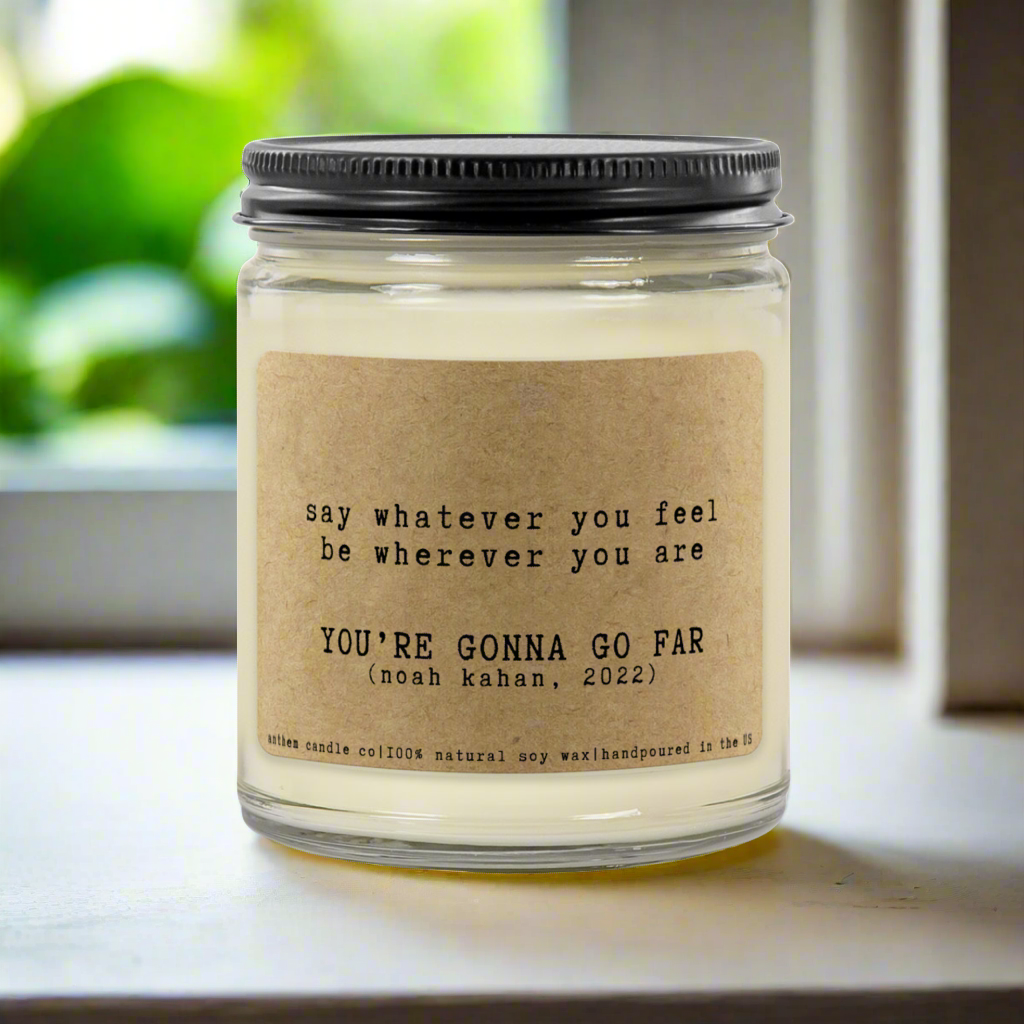 say whatever you feel
be wherever you are
YOU'RE GONNA GO FAR
(noah kahan, 2022)
anthem candle co|100% natural soy wax|handpoured in the US